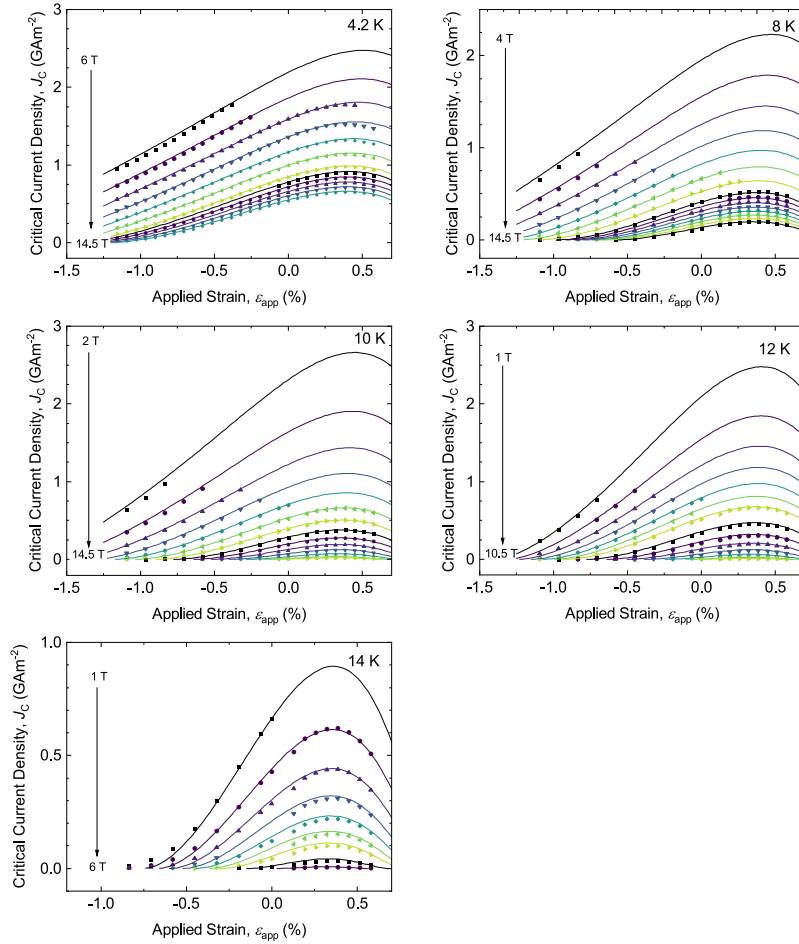 4.2 K
6 T
14.5 T
3
2
1
0
-1.5 -1.0 -0.5 0.0 0.5
Critical Current Density, J_C (GAm⁻²)
Applied Strain, ε_app (%)
8 K
4 T
14.5 T
2
1
0
-1.5 -1.0 -0.5 0.0 0.5
Critical Current Density, J_C (GAm⁻²)
Applied Strain, ε_app (%)
10 K
2 T
14.5 T
3
2
1
0
-1.5 -1.0 -0.5 0.0 0.5
Critical Current Density, J_C (GAm⁻²)
Applied Strain, ε_app (%)
12 K
1 T
10.5 T
3
2
1
0
-1.5 -1.0 -0.5 0.0 0.5
Critical Current Density, J_C (GAm⁻²)
Applied Strain, ε_app (%)
14 K
1 T
6 T
1.0
0.5
0.0
-1.0 -0.5 0.0 0.5
Critical Current Density, J_C (GAm⁻²)
Applied Strain, ε_app (%)